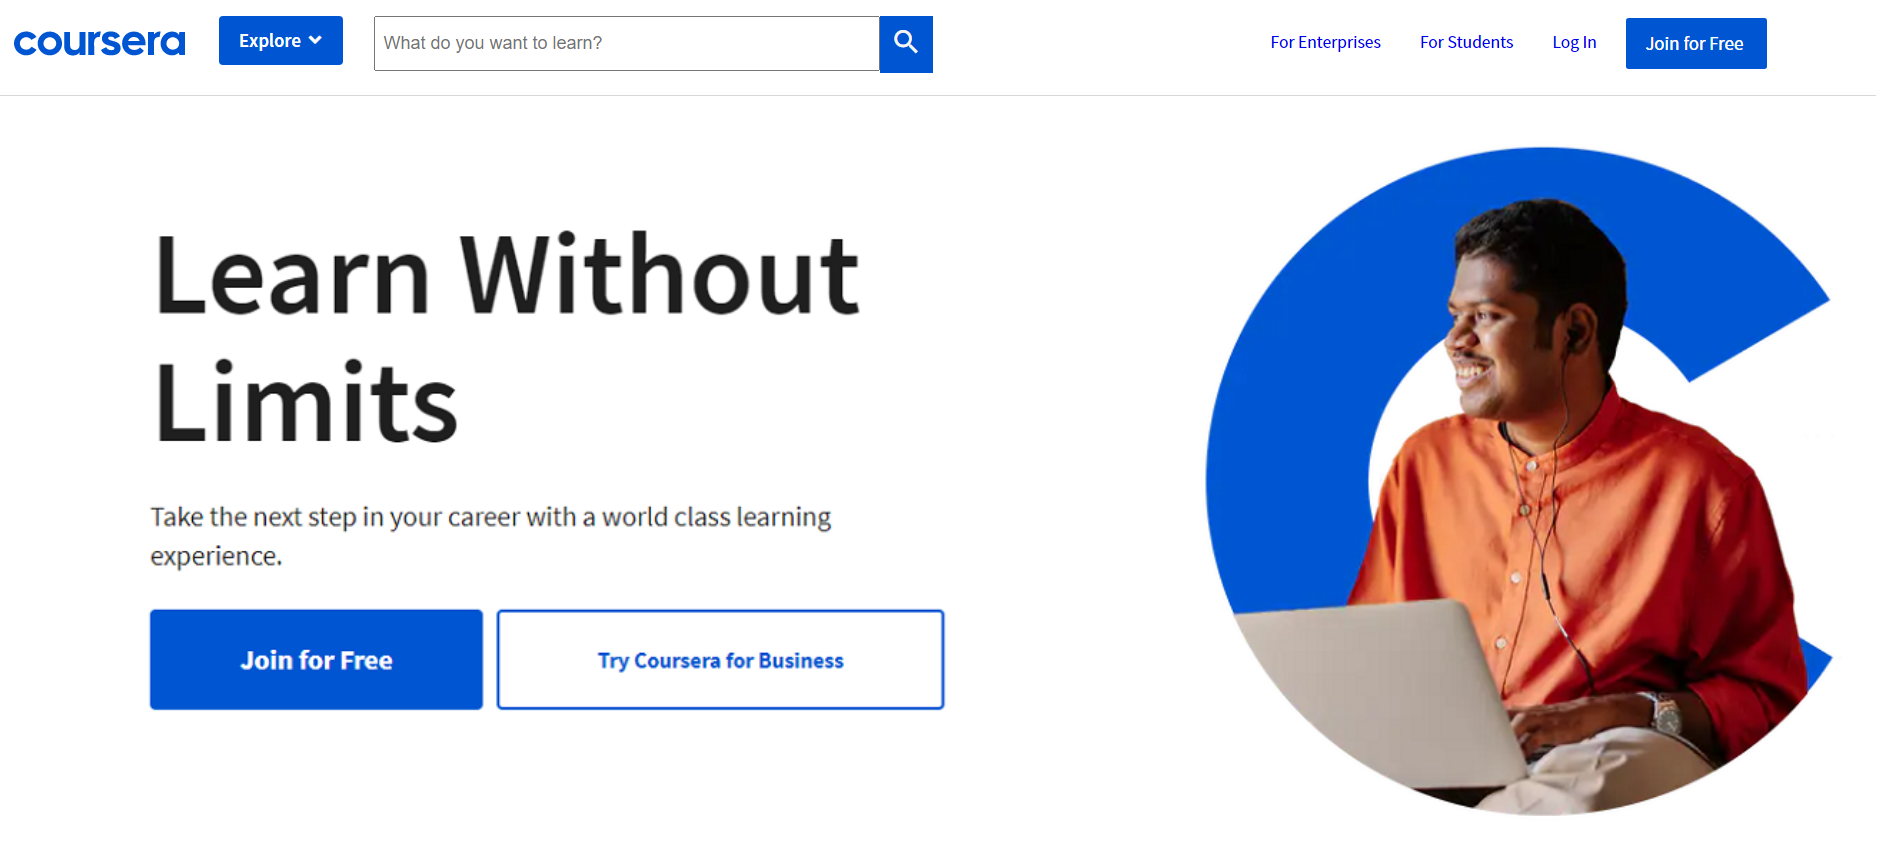 coursera
Explore
What do you want to learn?
For Enterprises
For Students
Log In
Join for Free
Learn Without
Limits
Take the next step in your career with a world class learning
experience.
Join for Free
Try Coursera for Business